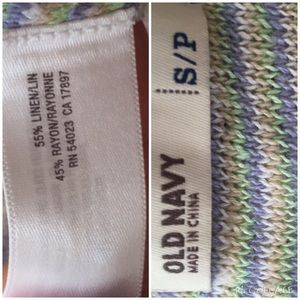 55% LINEN/LIN
45% RAYON/RAYONNE
RN 54023 CA 17897
S/P
OLD NAVY
MADE IN CHINA